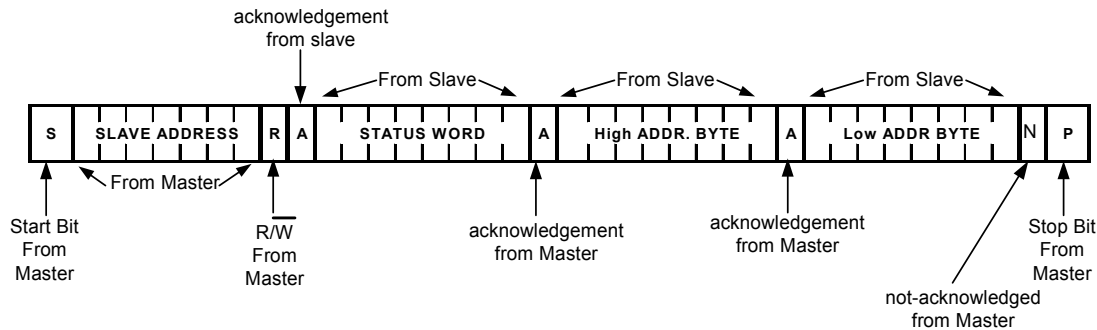 acknowledgement
from slave
From Slave
From Slave
From Slave
S
SLAVE ADDRESS
R
A
STATUS WORD
A
High ADDR. BYTE
A
Low ADDR BYTE
N
P
From Master
Start Bit
From
Master
R/W
From
Master
acknowledgement
from Master
acknowledgement
from Master
Stop Bit
From
Master
not-acknowledged
from Master